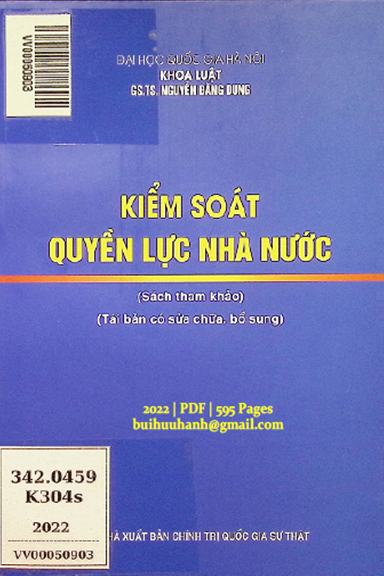 VV00050903
ĐẠI HỌC QUỐC GIA HÀ NỘI
KHOA LUẬT
GS.TS. NGUYỄN ĐĂNG DUNG
KIỂM SOÁT
QUYỀN LỰC NHÀ NƯỚC
(Sách tham khảo)
(Tái bản có sửa chữa, bổ sung)
2022 | PDF | 595 Pages
buihuuhanh@gmail.com
342.0459
K304s
2022
VV00050903
HÀ XUẤT BẢN CHÍNH TRỊ QUỐC GIA SỰ THẬT